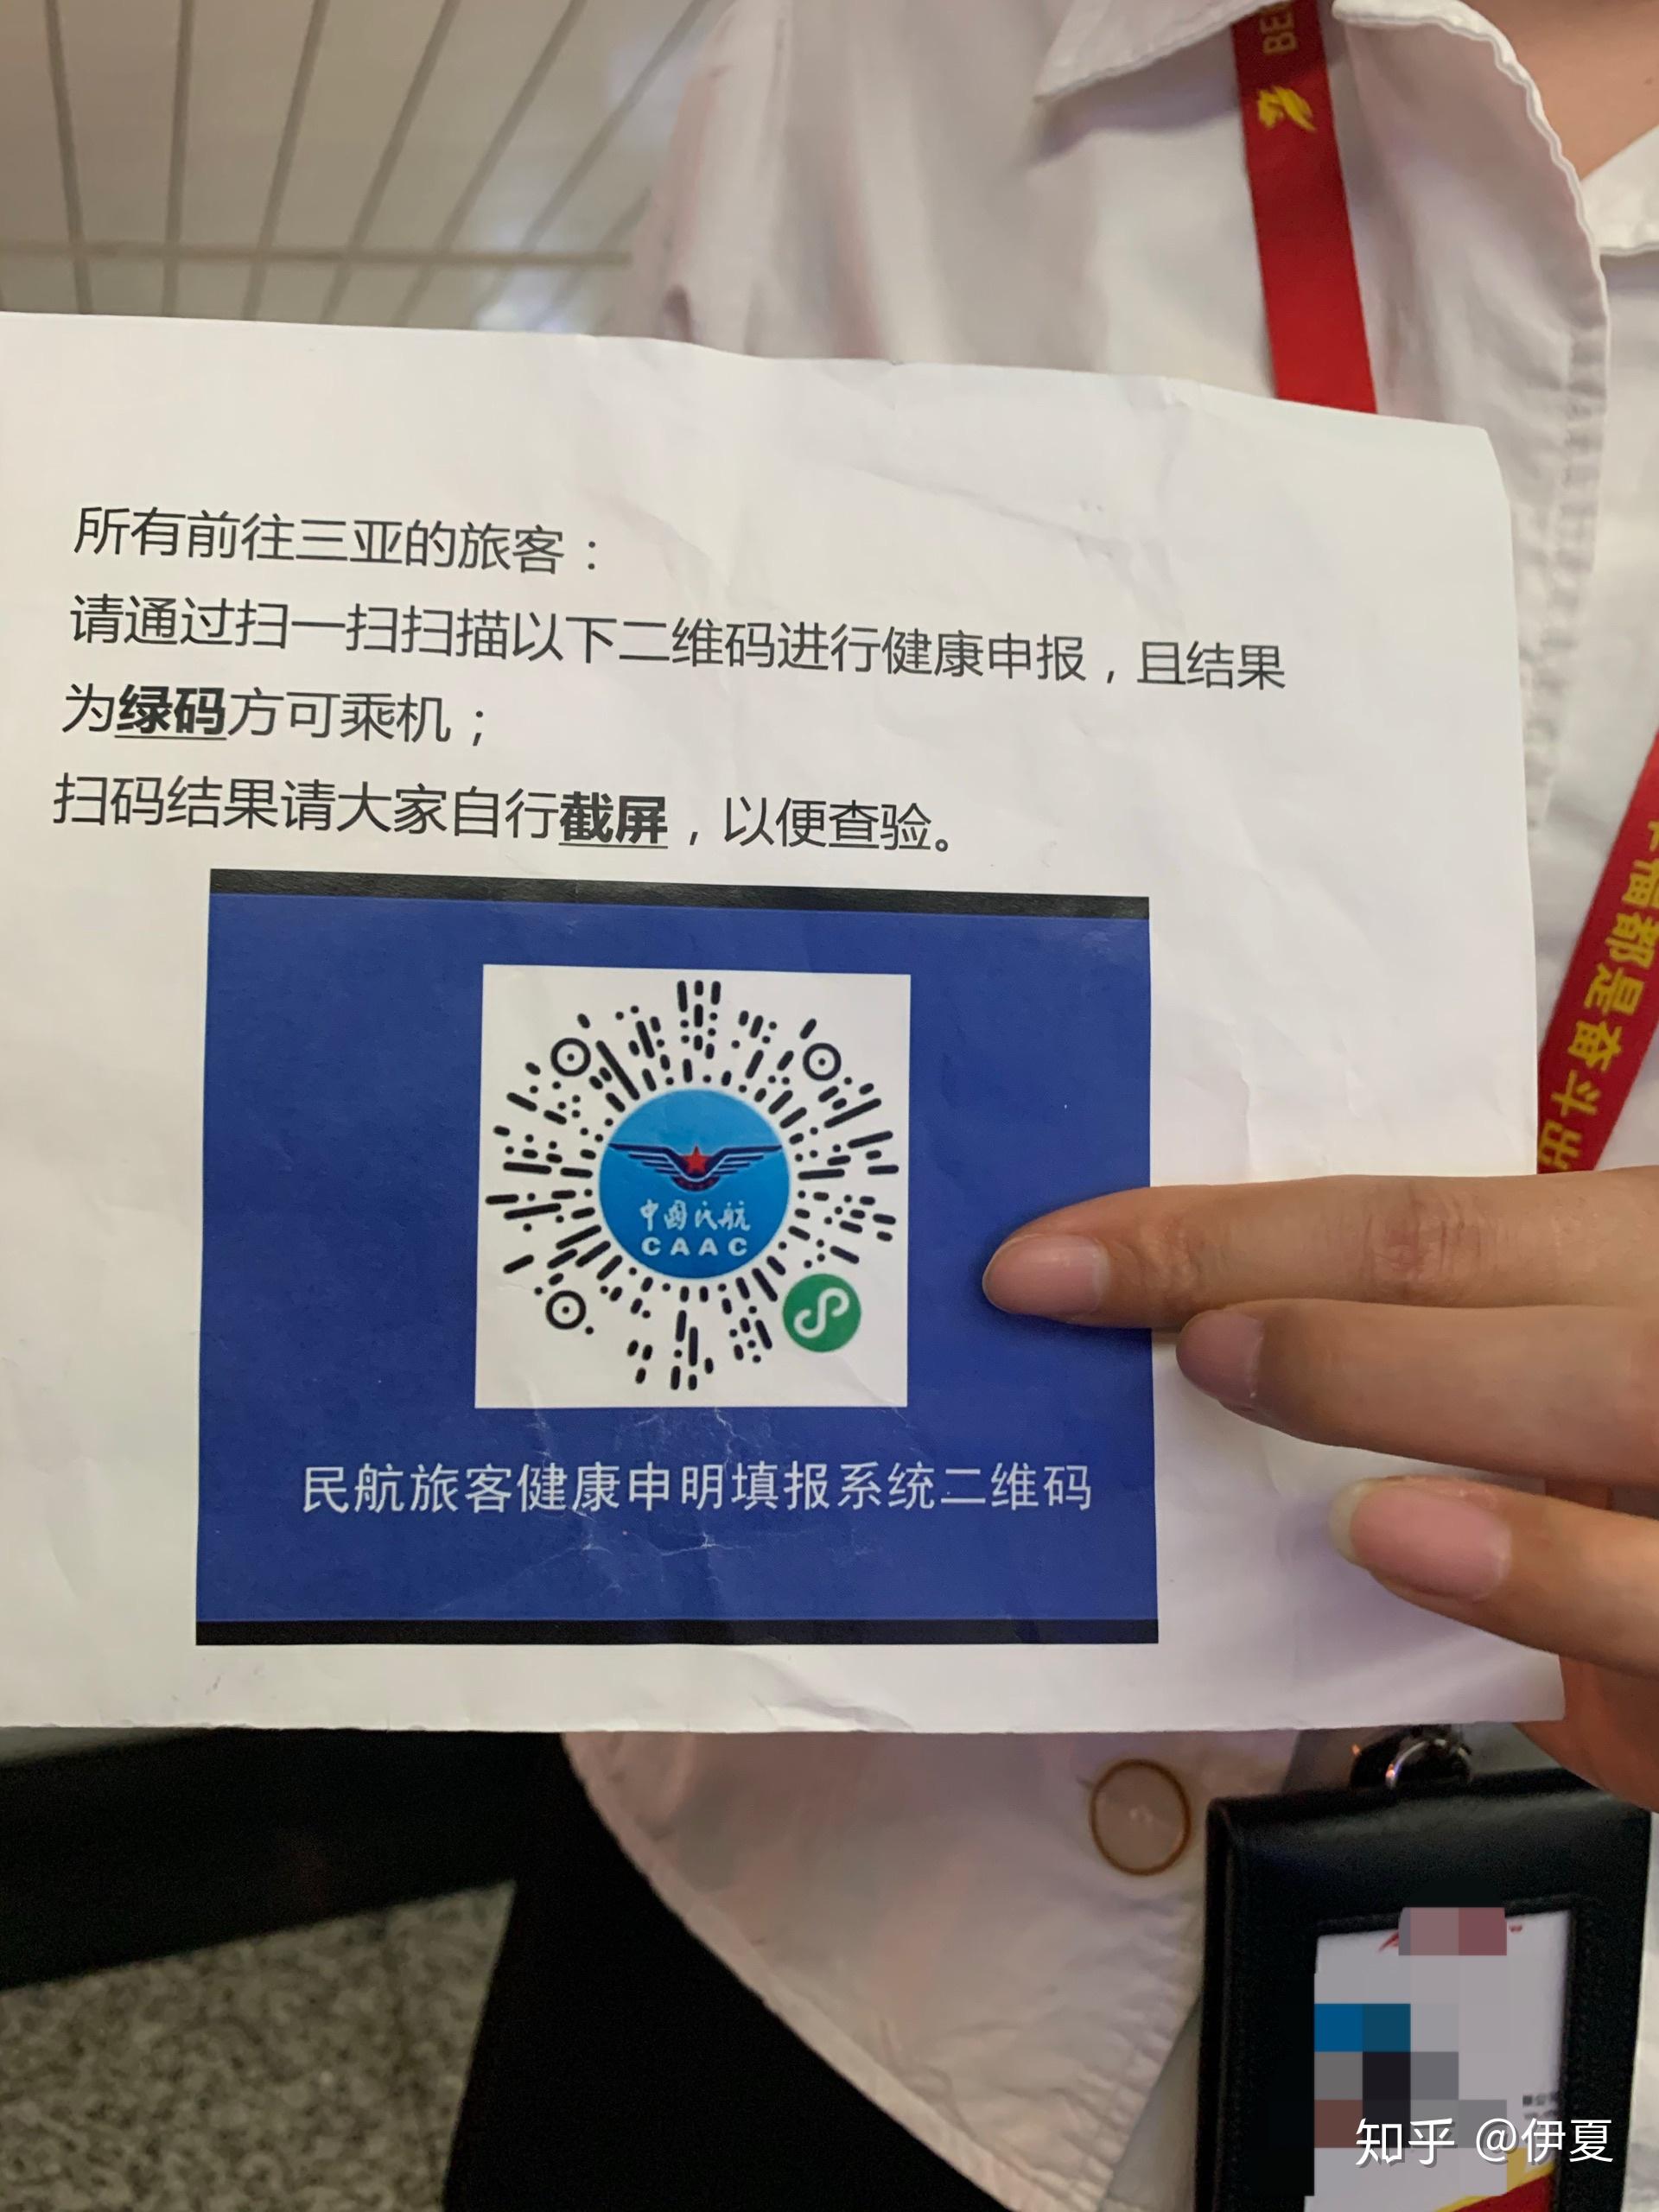 BE
所有前往三亚的旅客：
请通过扫一扫扫描以下二维码进行健康申报，且结果
为绿码方可乘机；
扫码结果请大家自行截屏，以便查验。
福都是奋斗出
中国民航
CAAC
民航旅客健康申明填报系统二维码
知乎 @伊夏